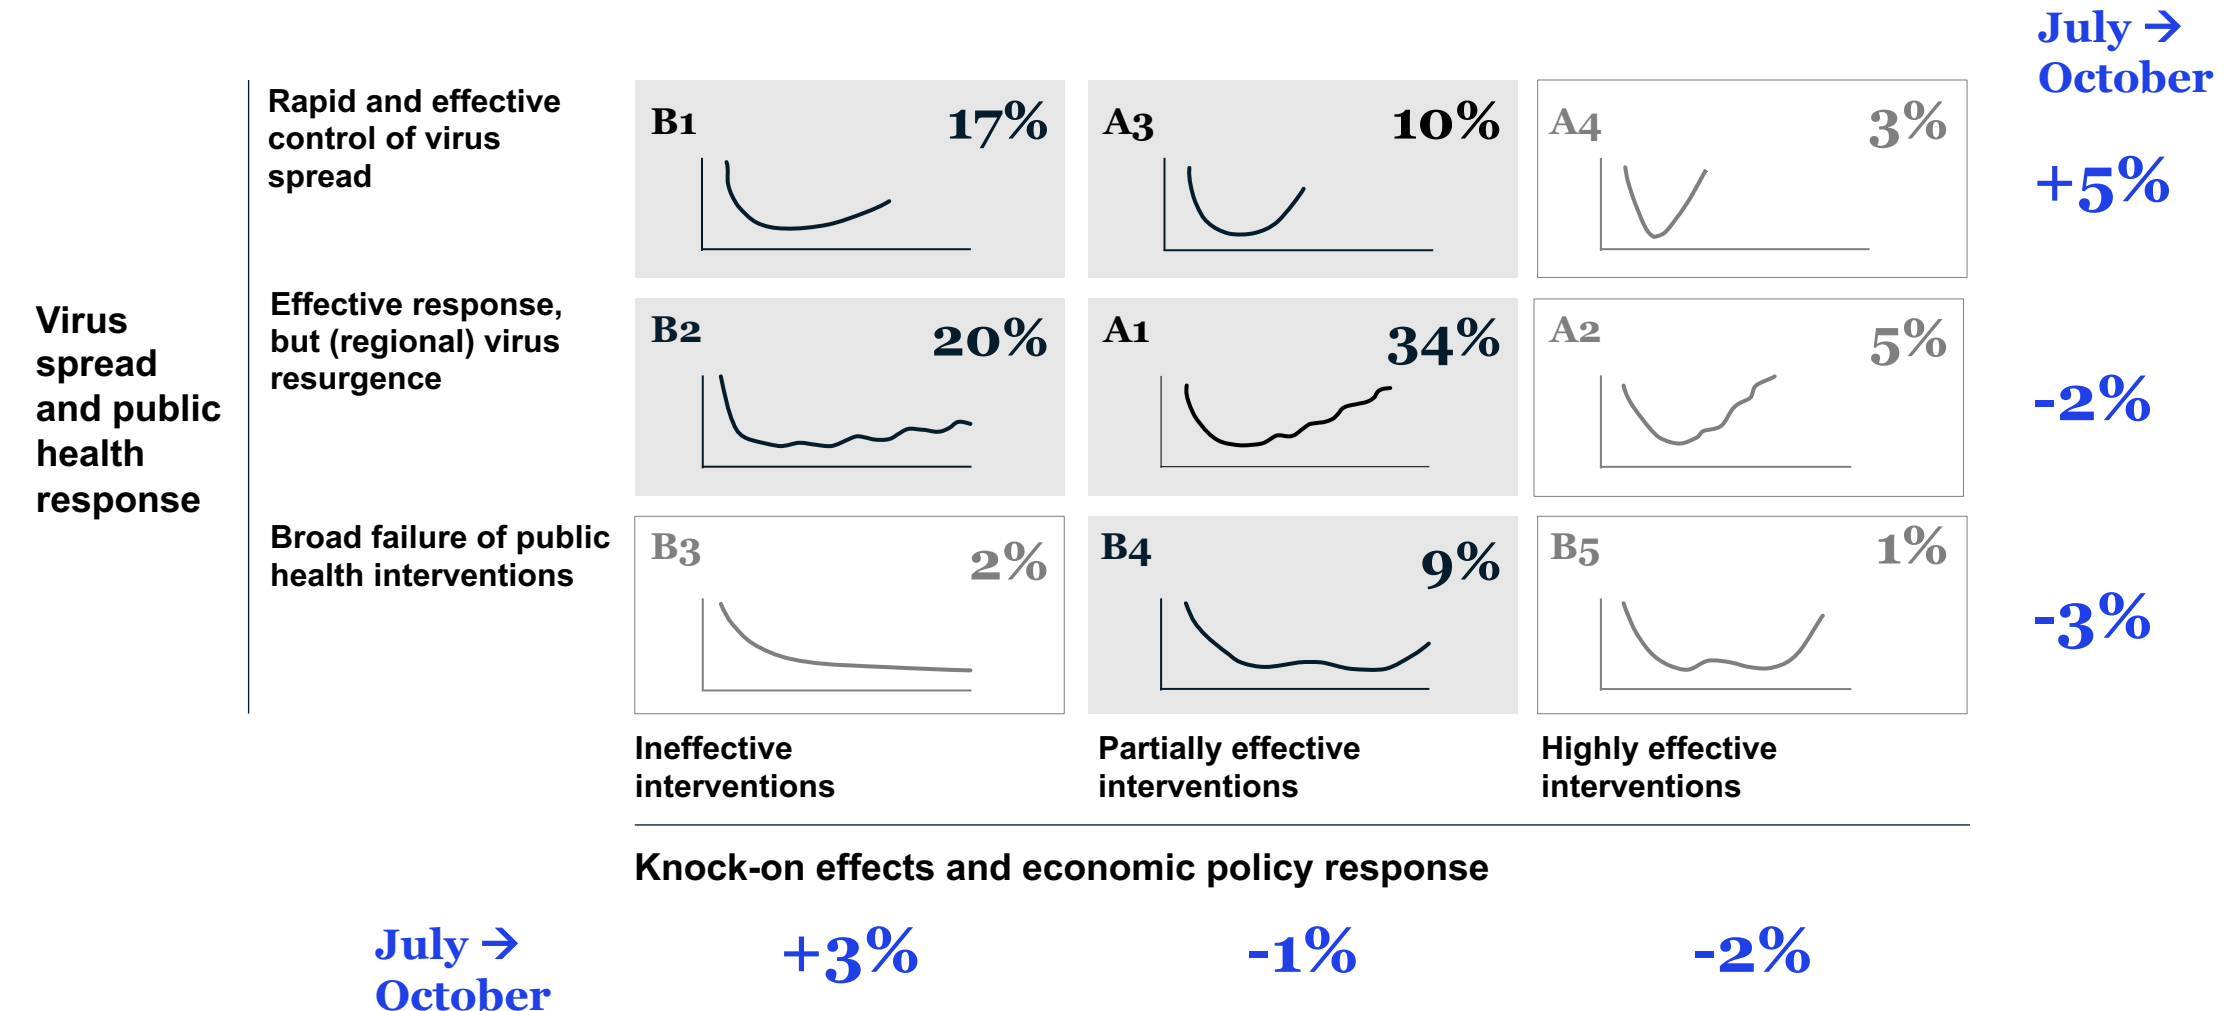 July →
October
Rapid and effective
control of virus
spread
B1
17%
A3
10%
A4
3%
+5%
Virus
spread
and public
health
response
Effective response,
but (regional) virus
resurgence
B2
20%
A1
34%
A2
5%
-2%
Broad failure of public
health interventions
B3
2%
B4
9%
B5
1%
-3%
Ineffective
interventions
Partially effective
interventions
Highly effective
interventions
Knock-on effects and economic policy response
July →
October
+3%
-1%
-2%